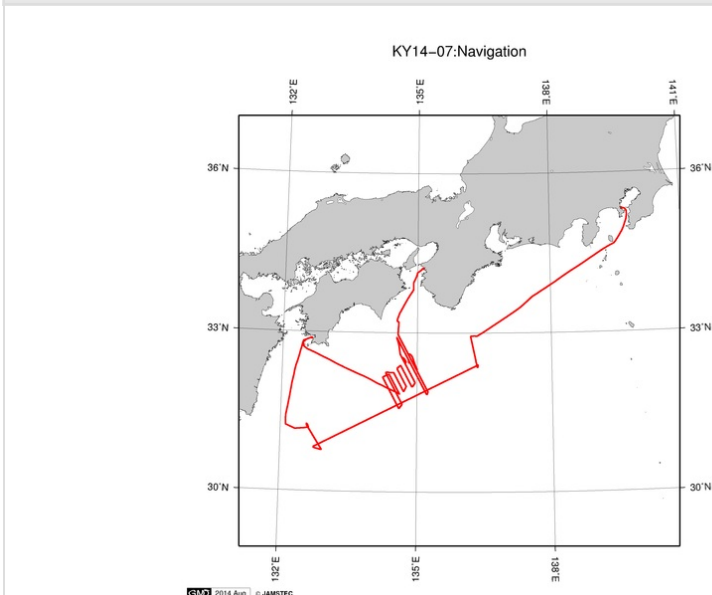 KY14-07:Navigation
132˚E 135˚E 138˚E 141˚E
36˚N 36˚N
33˚N 33˚N
30˚N 30˚N
132˚E 135˚E 138˚E
GMD 2014 Aug © JAMSTEC